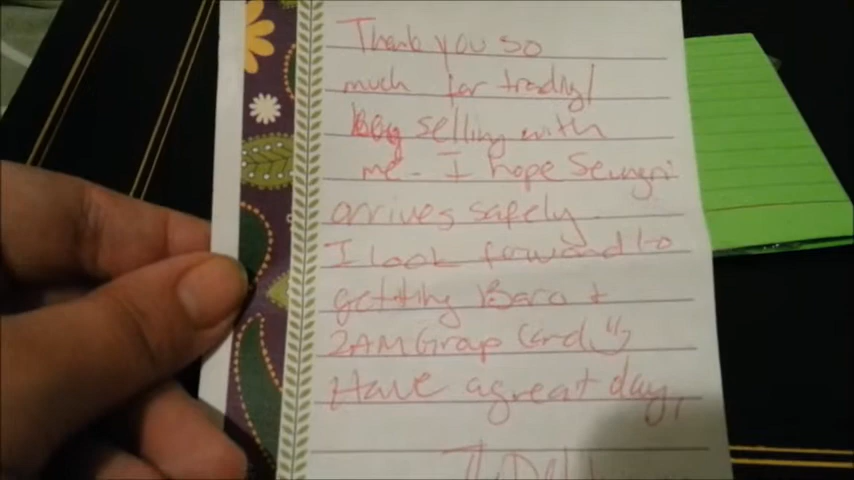 Thank you so
much for trading/
selling with
me - I hope Seungri
arrives safely
I look forward to
getting Baro +
2AM Group Card
Have a great day,